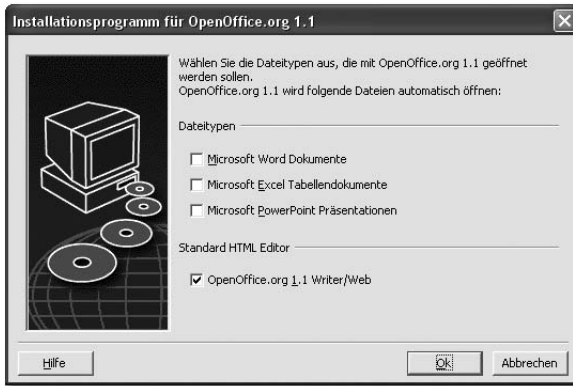 Installationsprogramm für OpenOffice.org 1.1
Wählen Sie die Dateitypen aus, die mit OpenOffice.org 1.1 geöffnet
werden sollen.
OpenOffice.org 1.1 wird folgende Dateien automatisch öffnen:
Dateitypen
Microsoft Word Dokumente
Microsoft Excel Tabellendokumente
Microsoft PowerPoint Präsentationen
Standard HTML Editor
OpenOffice.org 1.1 Writer/Web
Hilfe
Ok
Abbrechen